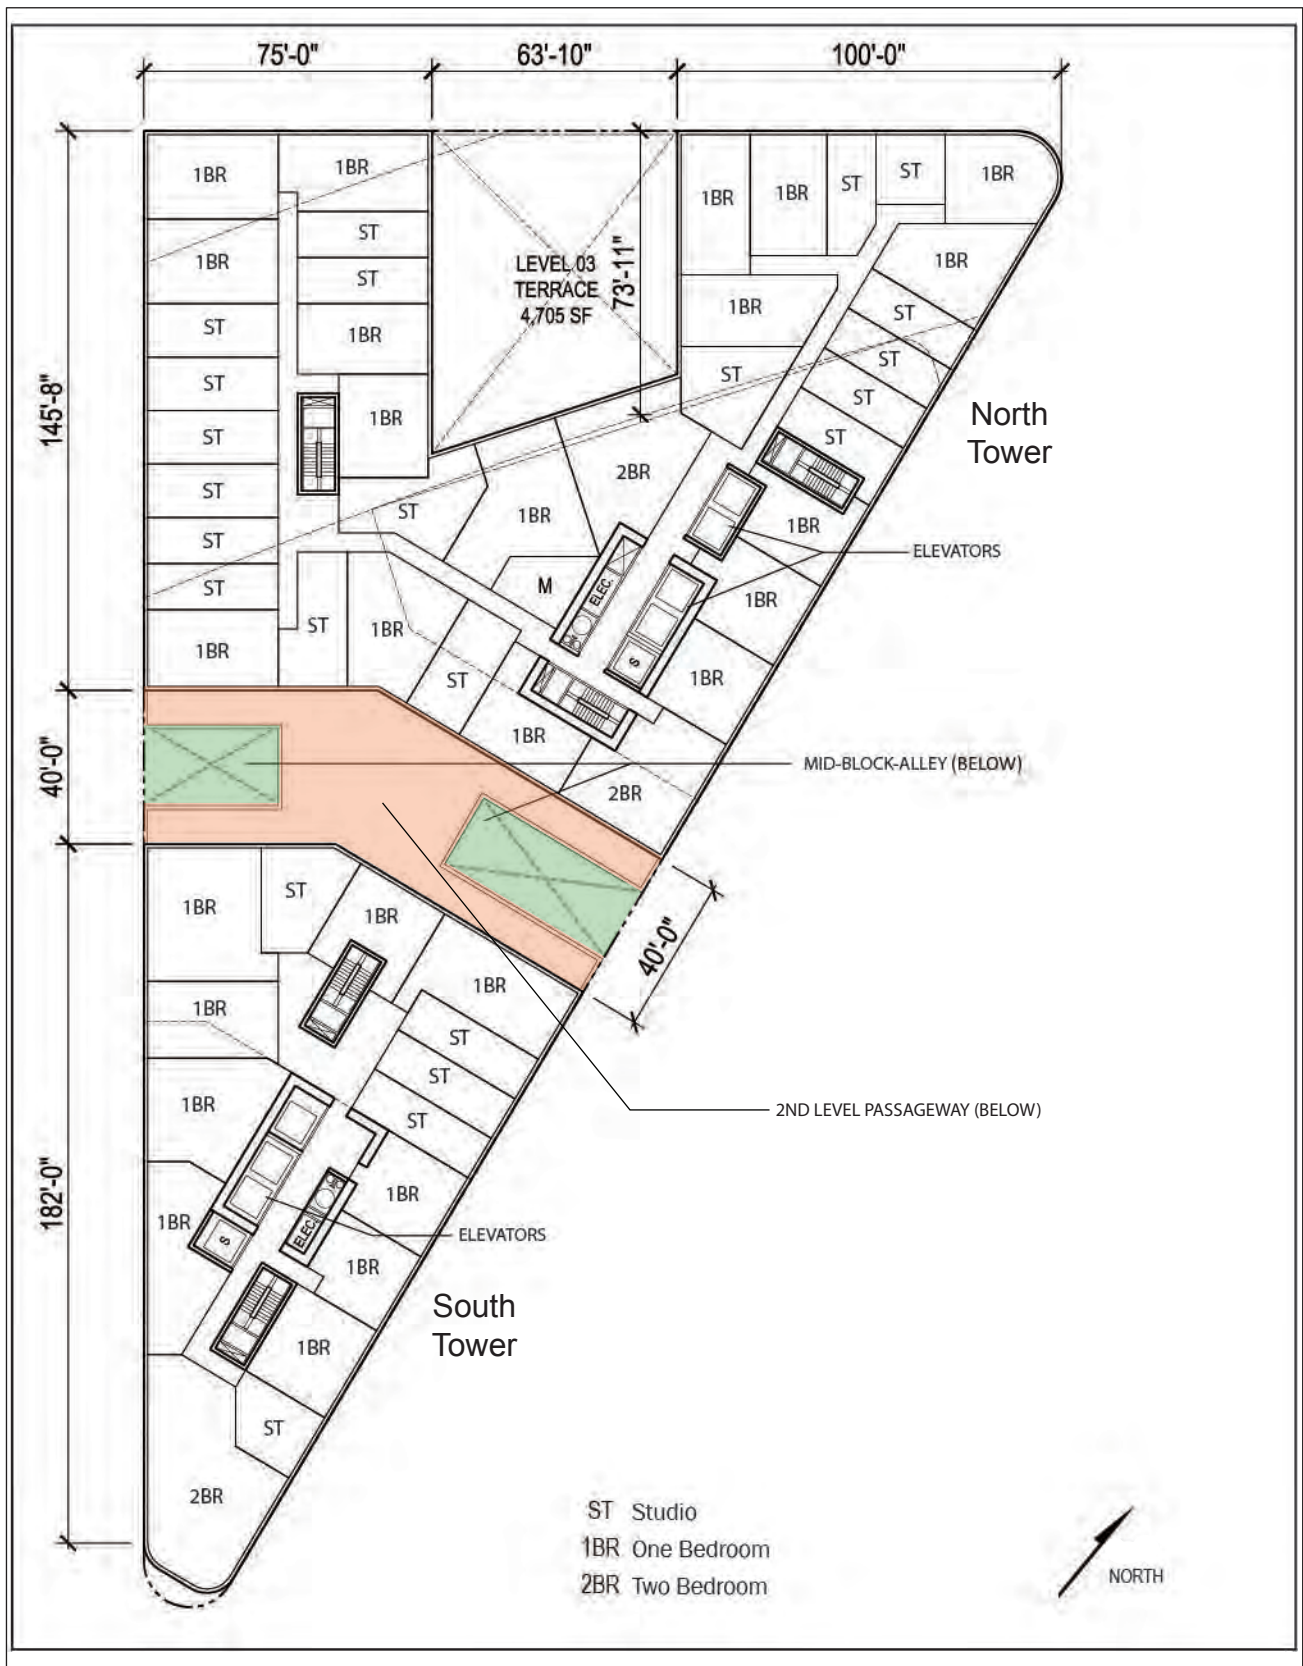 75'-0"
63'-10"
100'-0"
145'-8"
40'-0"
182'-0"
73'-11"
1BR
1BR
ST
1BR
ST
1BR
ST
ST
1BR
ST
1BR
ST
ST
ST
ST
1BR
ST
1BR
LEVEL 03
TERRACE
4,705 SF
1BR
1BR
ST
ST
1BR
1BR
1BR
ST
ST
ST
ST
ST
North
Tower
2BR
1BR
ST
M
ELEC.
S
1BR
ELEVATORS
1BR
1BR
1BR
ST
1BR
2BR
MID-BLOCK-ALLEY (BELOW)
40'-0"
1BR
ST
1BR
1BR
1BR
ST
ST
ST
2ND LEVEL PASSAGEWAY (BELOW)
1BR
1BR
1BR
S
ELEC.
ELEVATORS
1BR
1BR
South
Tower
ST
2BR
ST Studio
1BR One Bedroom
2BR Two Bedroom
NORTH